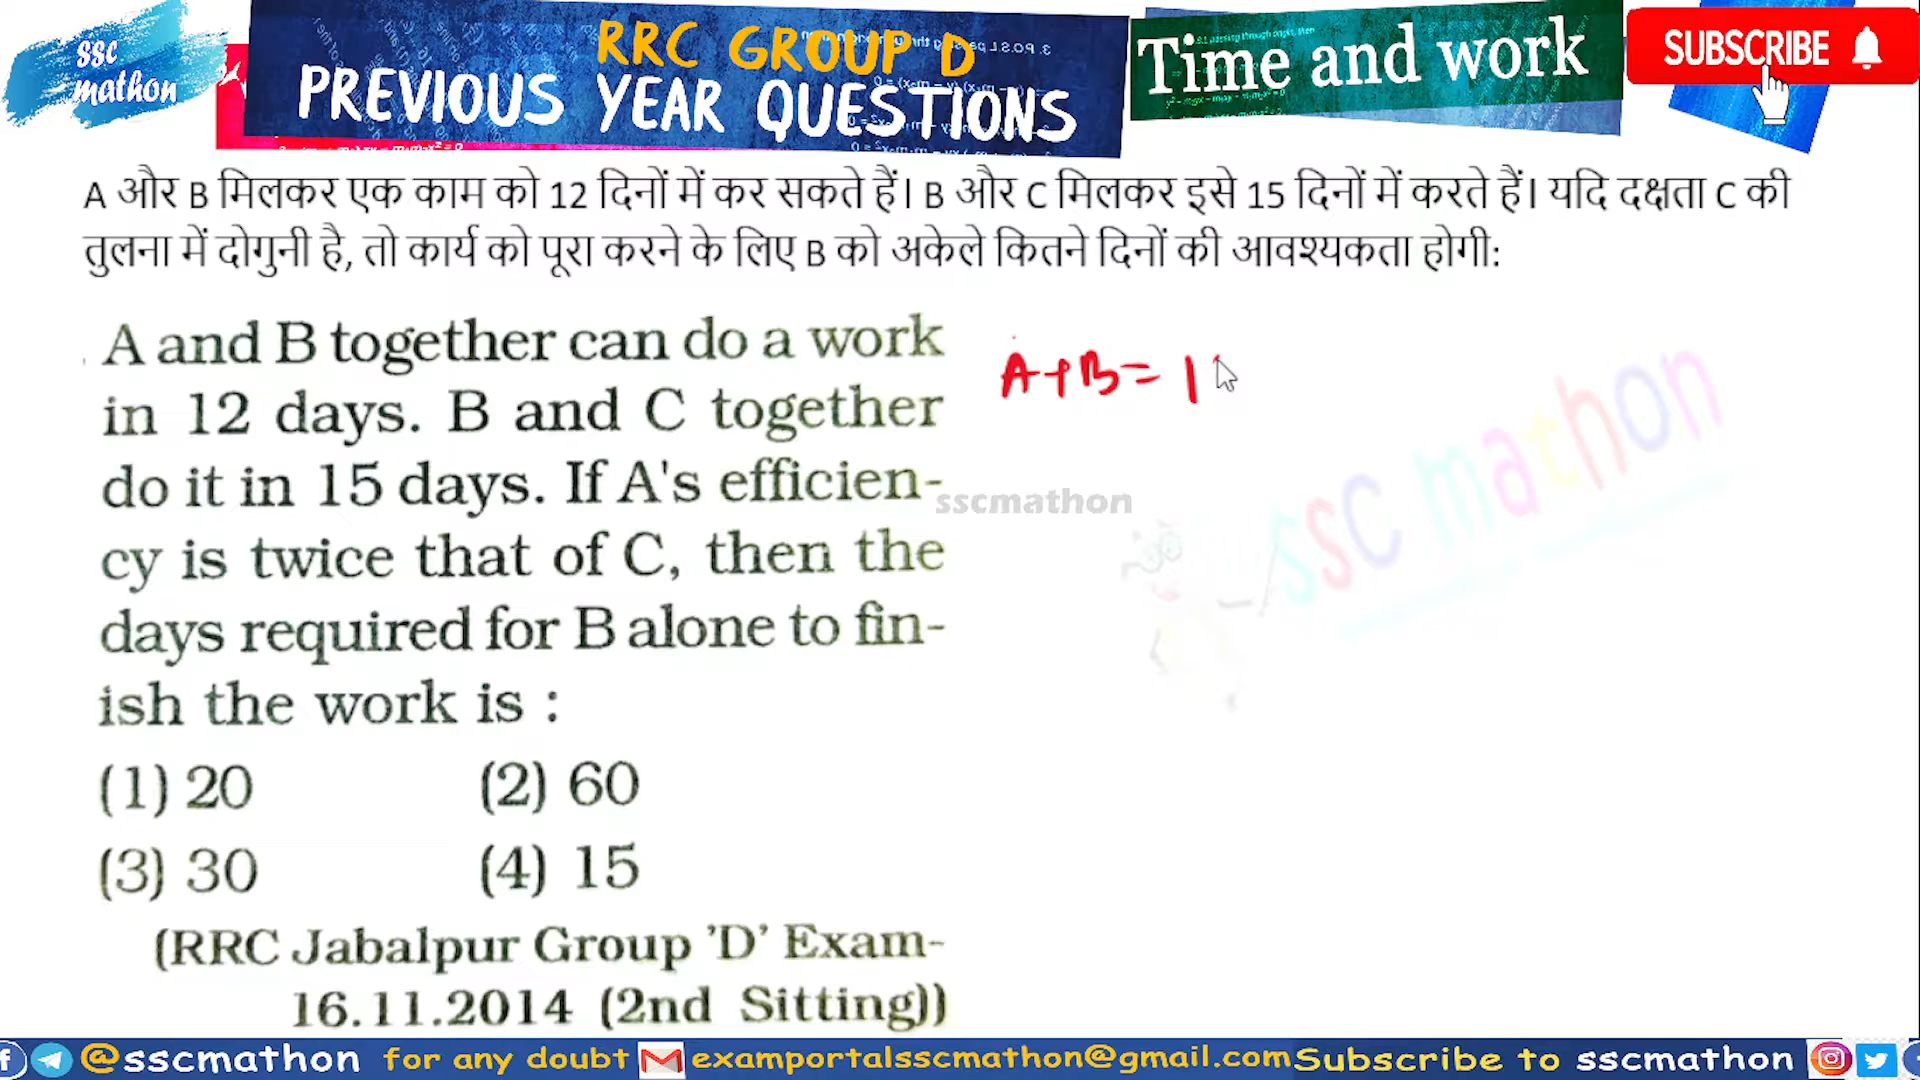 ssc
mathon
RRC GROUP D
PREVIOUS YEAR QUESTIONS
Time and work
SUBSCRIBE
A और B मिलकर एक काम को 12 दिनों में कर सकते हैं। B और C मिलकर इसे 15 दिनों में करते हैं। यदि दक्षता C की
तुलना में दोगुनी है, तो कार्य को पूरा करने के लिए B को अकेले कितने दिनों की आवश्यकता होगी:
A and B together can do a work
in 12 days. B and C together
do it in 15 days. If A's efficien-
cy is twice that of C, then the
days required for B alone to fin-
ish the work is :
(1) 20 (2) 60
(3) 30 (4) 15
(RRC Jabalpur Group 'D' Exam-
16.11.2014 (2nd Sitting))
A+B= 1
sscmathon
ssc mathon
@sscmathon for any doubt examportalsscmathon@gmail.com Subscribe to sscmathon